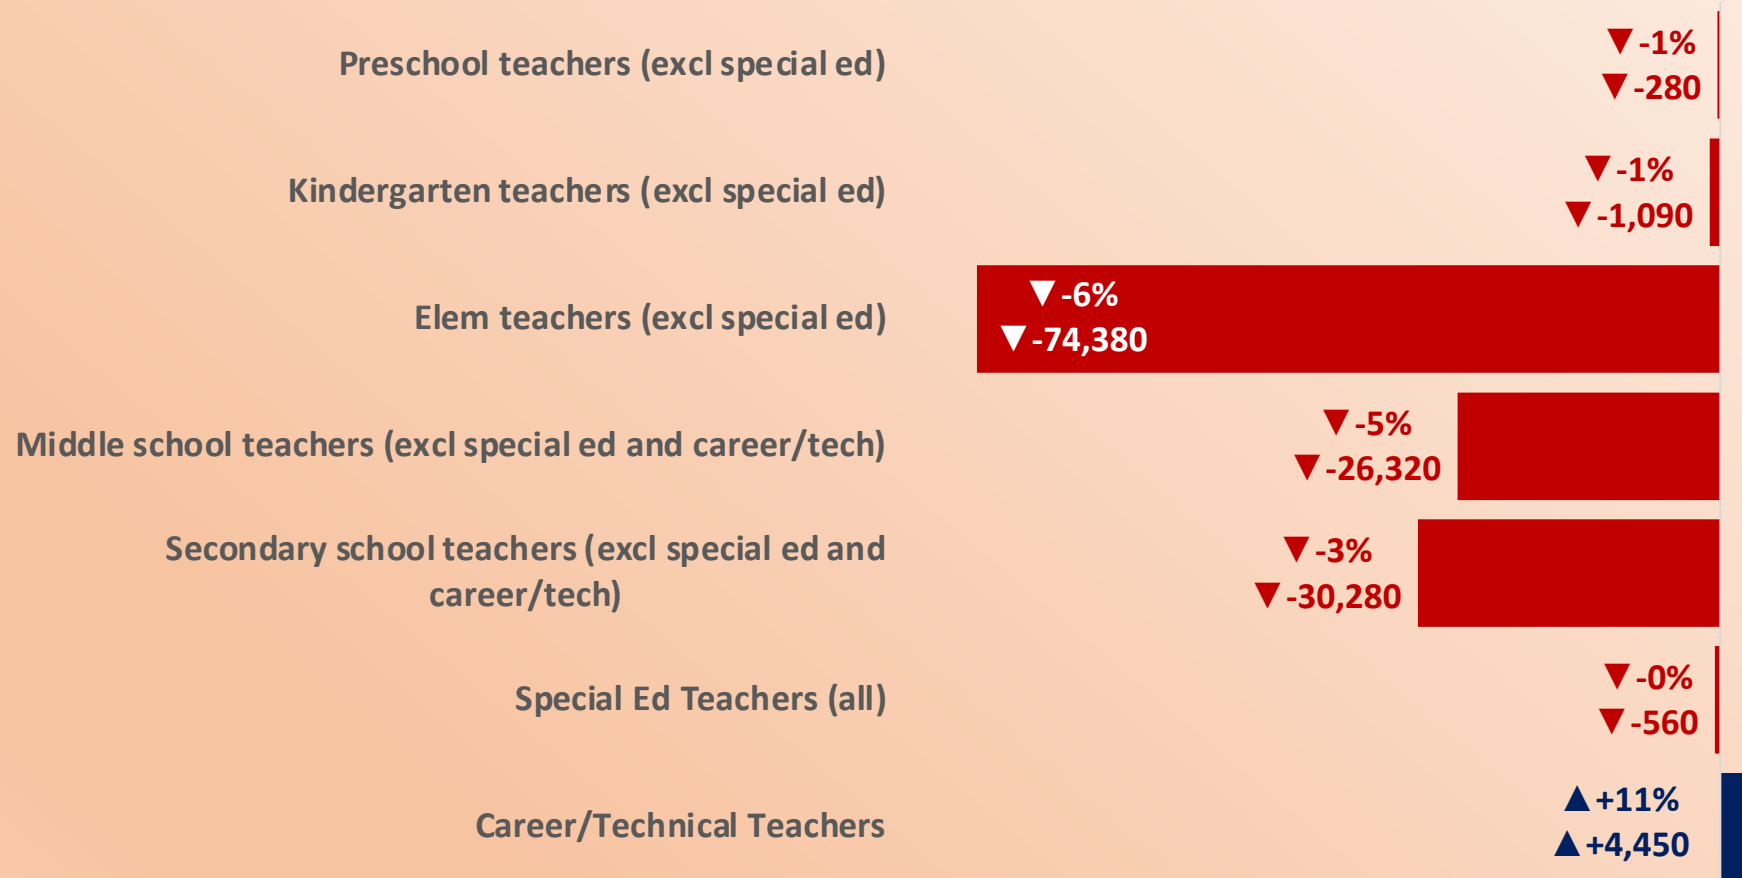 Preschool teachers (excl special ed)
▼ -1%
▼ -280
Kindergarten teachers (excl special ed)
▼ -1%
▼ -1,090
Elem teachers (excl special ed)
▼ -6%
▼ -74,380
Middle school teachers (excl special ed and career/tech)
▼ -5%
▼ -26,320
Secondary school teachers (excl special ed and
career/tech)
▼ -3%
▼ -30,280
Special Ed Teachers (all)
▼ -0%
▼ -560
Career/Technical Teachers
▲ +11%
▲ +4,450